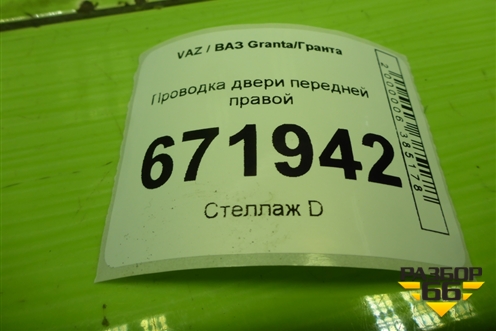 VAZ / ВАЗ Granta/Гранта
Проводка двери передней
правой
671942
Стеллаж D
2000006385178
РАЗБОР
66